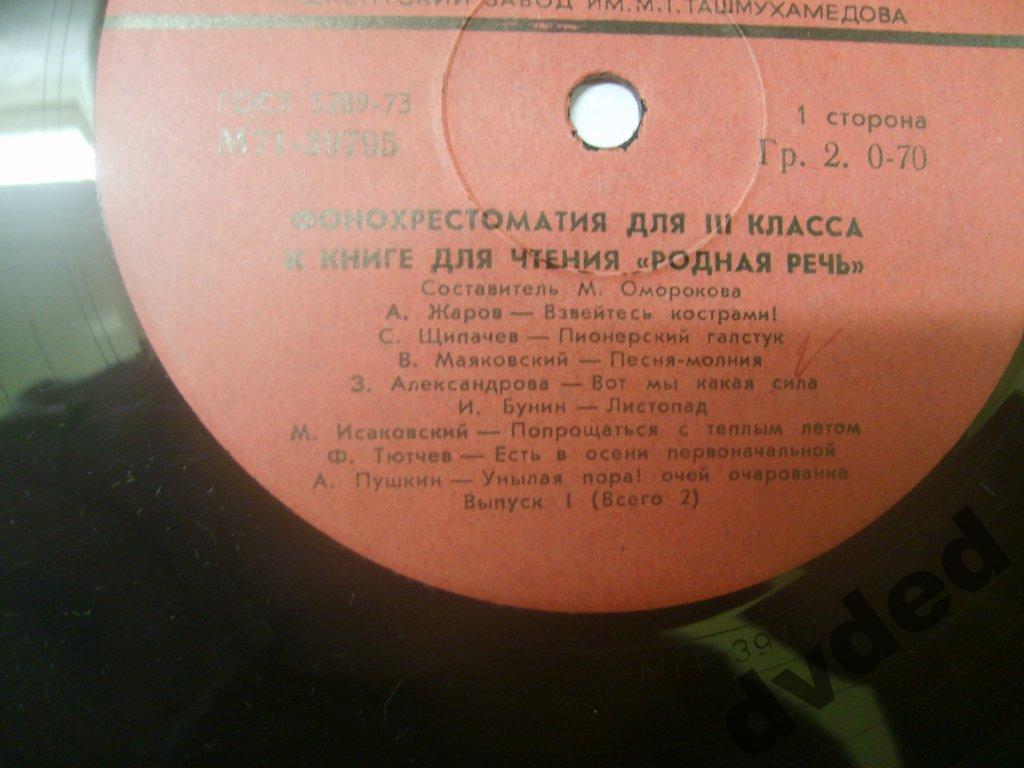 ЗАВОД ИМ. М. Т. ТАШМУХАМЕДОВА
ГОСТ 5289-73
1 сторона
М71-39795
Гр. 2. 0-70
ФОНОХРЕСТОМАТИЯ ДЛЯ III КЛАССА
К КНИГЕ ДЛЯ ЧТЕНИЯ «РОДНАЯ РЕЧЬ»
Составитель М. Оморокова
А. Жаров — Взвейтесь кострами!
С. Щипачев — Пионерский галстук
В. Маяковский — Песня-молния
З. Александрова — Вот мы какая сила
И. Бунин — Листопад
М. Исаковский — Попрощаться с теплым летом
Ф. Тютчев — Есть в осени первоначальной
А. Пушкин — Унылая пора! очей очарование
Выпуск I (Всего 2)
dvded